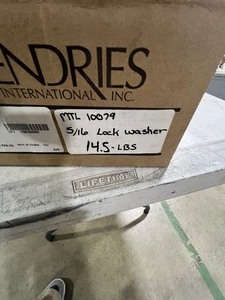 ENDRIES
INTERNATIONAL INC.
MTL 10079
5/16 Lock washer
14.5-LBS
LIFETIME